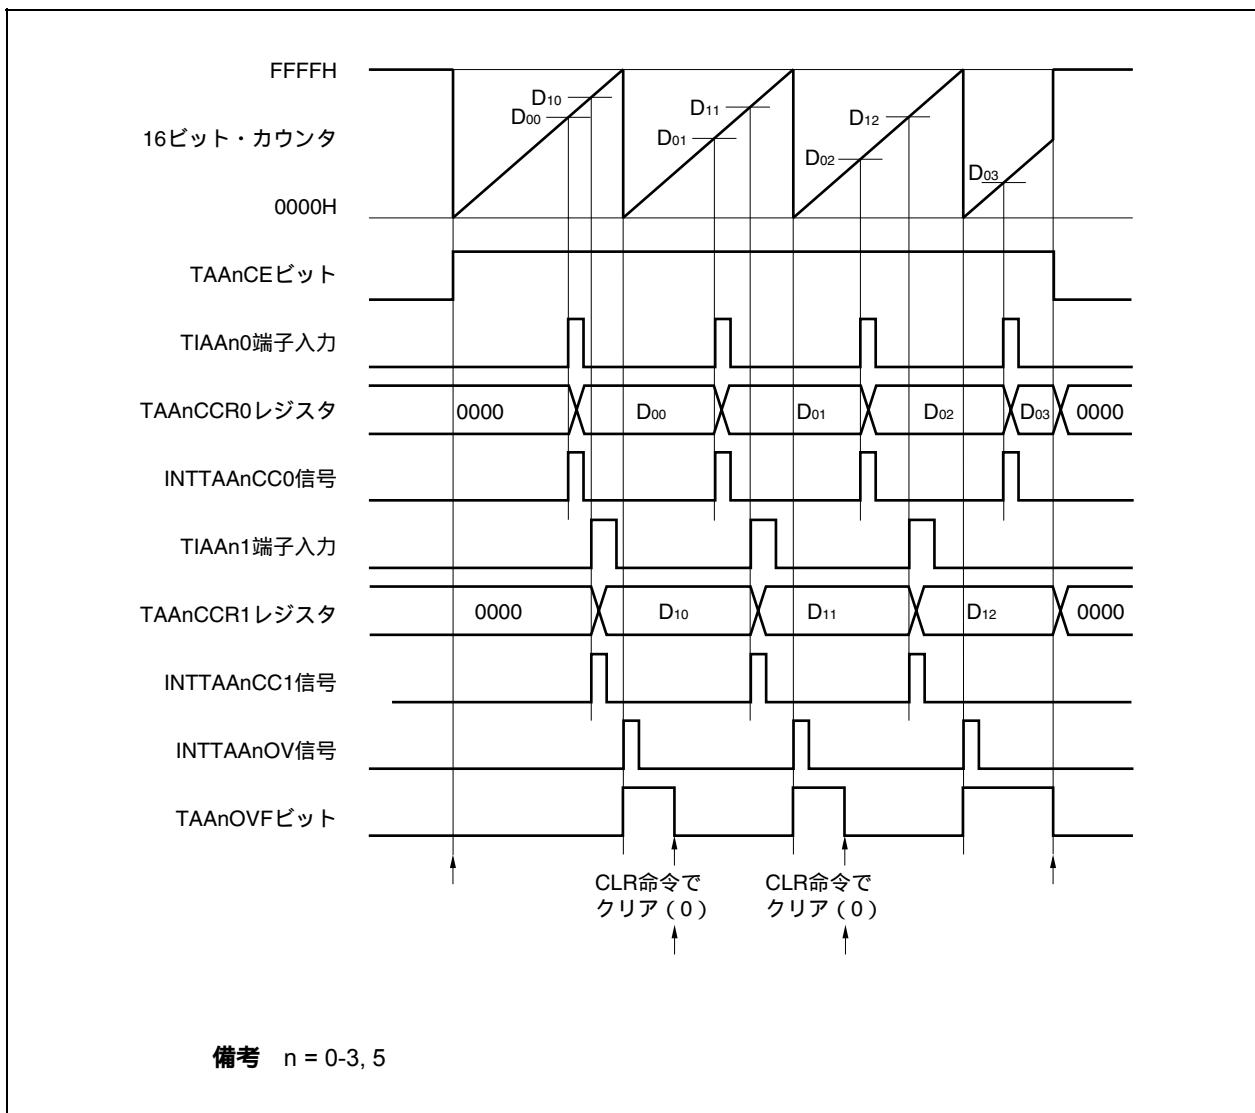 FFFFH
16ビット・カウンタ
0000H
D10
D00
D11
D01
D12
D02
D03
TAAnCEビット
TIAAn0端子入力
TAAnCCR0レジスタ
0000
D00
D01
D02
D03
0000
INTTAAnCC0信号
TIAAn1端子入力
TAAnCCR1レジスタ
0000
D10
D11
D12
0000
INTTAAnCC1信号
INTTAAnOV信号
TAAnOVFビット
CLR命令で
クリア（0）
CLR命令で
クリア（0）
備考 n = 0-3, 5